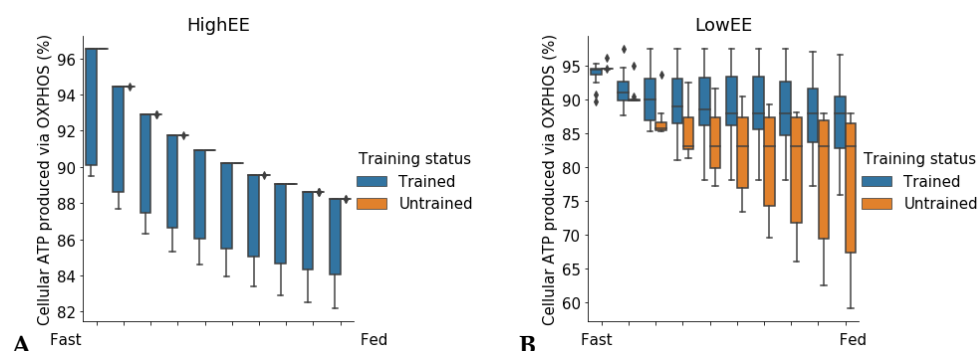 HighEE
Cellular ATP produced via OXPHOS (%)
96
94
92
90
88
86
84
82
Training status
Trained
Untrained
A
Fast
Fed
LowEE
Cellular ATP produced via OXPHOS (%)
95
90
85
80
75
70
65
60
Training status
Trained
Untrained
B
Fast
Fed